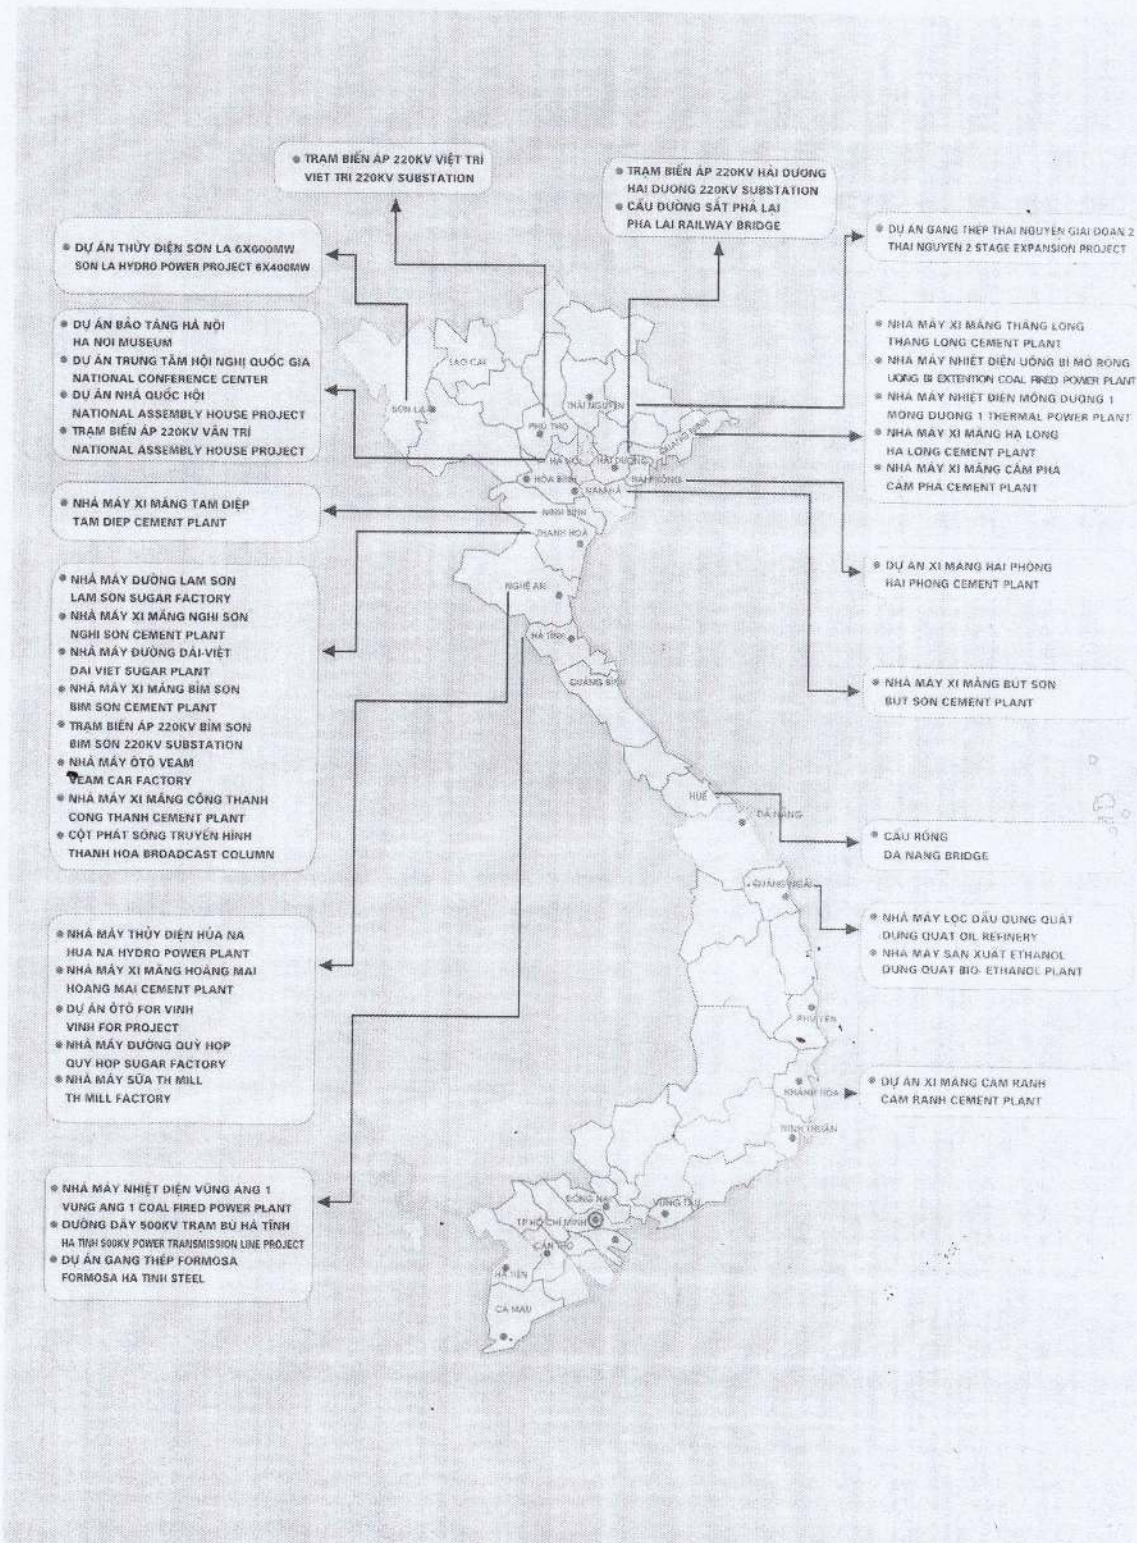 TRẠM BIẾN ÁP 220KV VIỆT TRÌ
VIET TRI 220KV SUBSTATION
TRẠM BIẾN ÁP 220KV HẢI DƯƠNG
HAI DUONG 220KV SUBSTATION
CẦU ĐƯỜNG SẮT PHẢ LẠI
PHA LAI RAILWAY BRIDGE
DỰ ÁN THỦY ĐIỆN SƠN LA 6X600MW
SON LA HYDRO POWER PROJECT 6X400MW
DỰ ÁN GANG THÉP THÁI NGUYÊN GIAI ĐOẠN 2
THAI NGUYEN 2 STAGE EXPANSION PROJECT
DỰ ÁN BẢO TÀNG HÀ NỘI
HA NOI MUSEUM
DỰ ÁN TRUNG TÂM HỘI NGHỊ QUỐC GIA
NATIONAL CONFERENCE CENTER
DỰ ÁN NHÀ QUỐC HỘI
NATIONAL ASSEMBLY HOUSE PROJECT
TRẠM BIẾN ÁP 220KV VÂN TRÌ
NATIONAL ASSEMBLY HOUSE PROJECT
NHÀ MÁY XI MĂNG THĂNG LONG
THANG LONG CEMENT PLANT
NHÀ MÁY NHIỆT ĐIỆN UÔNG BÍ MỞ RỘNG
UONG BI EXTENTION COAL FIRED POWER PLANT
NHÀ MÁY NHIỆT ĐIỆN MÔNG DƯƠNG 1
MONG DUONG 1 THERMAL POWER PLANT
NHÀ MÁY XI MĂNG HẠ LONG
HA LONG CEMENT PLANT
NHÀ MÁY XI MĂNG CẨM PHẢ
CAM PHA CEMENT PLANT
NHÀ MÁY XI MĂNG TAM ĐIỆP
TAM DIEP CEMENT PLANT
DỰ ÁN XI MĂNG HẢI PHÒNG
HAI PHONG CEMENT PLANT
NHÀ MÁY ĐƯỜNG LAM SƠN
LAM SON SUGAR FACTORY
NHÀ MÁY XI MĂNG NGHI SƠN
NGHI SON CEMENT PLANT
NHÀ MÁY ĐƯỜNG ĐÀI-VIỆT
DAI VIET SUGAR PLANT
NHÀ MÁY XI MĂNG BỈM SƠN
BIM SON CEMENT PLANT
TRẠM BIẾN ÁP 220KV BỈM SƠN
BIM SON 220KV SUBSTATION
NHÀ MÁY ÔTÔ VEAM
VEAM CAR FACTORY
NHÀ MÁY XI MĂNG CÔNG THANH
CONG THANH CEMENT PLANT
CỘT PHÁT SÓNG TRUYỀN HÌNH
THANH HOA BROADCAST COLUMN
NHÀ MÁY XI MĂNG BÚT SƠN
BUT SON CEMENT PLANT
CẦU RỒNG
DA NANG BRIDGE
NHÀ MÁY THỦY ĐIỆN HỦA NA
HUA NA HYDRO POWER PLANT
NHÀ MÁY XI MĂNG HOÀNG MAI
HOANG MAI CEMENT PLANT
DỰ ÁN ÔTÔ FOR VINH
VINH FOR PROJECT
NHÀ MÁY ĐƯỜNG QUỲ HỢP
QUY HOP SUGAR FACTORY
NHÀ MÁY SỮA TH MILL
TH MILL FACTORY
NHÀ MÁY LỌC DẦU DUNG QUẤT
DUNG QUAT OIL REFINERY
NHÀ MÁY SẢN XUẤT ETHANOL
DUNG QUAT BIO- ETHANOL PLANT
DỰ ÁN XI MĂNG CAM RANH
CAM RANH CEMENT PLANT
NHÀ MÁY NHIỆT ĐIỆN VŨNG ÁNG 1
VUNG ANG 1 COAL FIRED POWER PLANT
ĐƯỜNG DÂY 500KV TRẠM BÙ HÀ TĨNH
HA TINH 500KV POWER TRANSMISSION LINE PROJECT
DỰ ÁN GANG THÉP FORMOSA
FORMOSA HA TINH STEEL
LAO CAI
SƠN LA
THÁI NGUYÊN
PHÚ THỌ
QUẢNG NINH
HÀ NỘI
HẢI DƯƠNG
HÒA BÌNH
HẢI PHÒNG
NAM HÀ
NINH BÌNH
THANH HOÁ
NGHỆ AN
HÀ TĨNH
QUẢNG BÌNH
HUẾ
ĐÀ NẴNG
QUẢNG NGÃI
PHÚ YÊN
KHÁNH HÒA
NINH THUẬN
ĐỒNG NAI
VŨNG TÀU
TP HỒ CHÍ MINH
CẦN THƠ
HÀ TIÊN
CÀ MAU